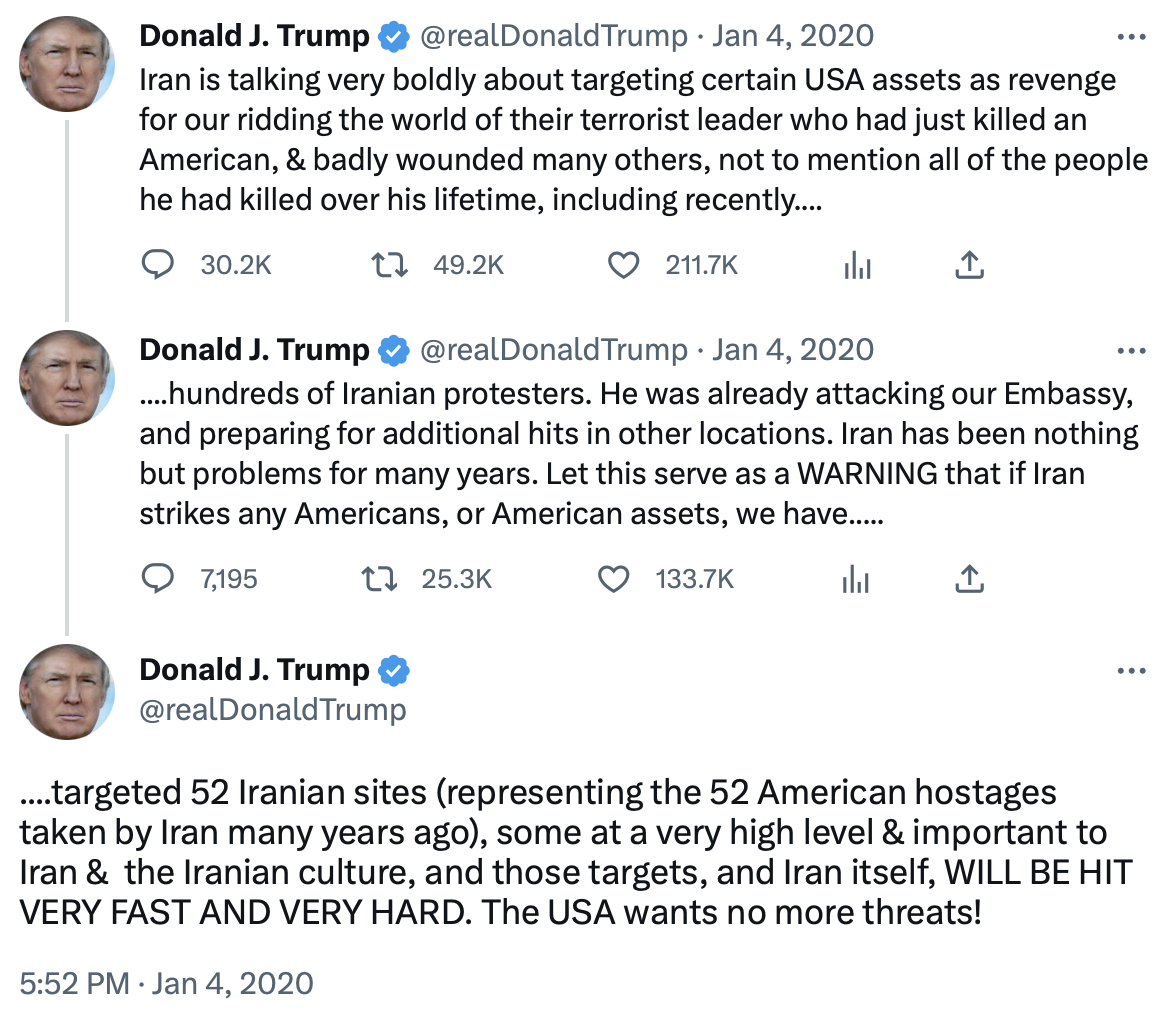 Donald J. Trump @realDonaldTrump · Jan 4, 2020
Iran is talking very boldly about targeting certain USA assets as revenge
for our ridding the world of their terrorist leader who had just killed an
American, & badly wounded many others, not to mention all of the people
he had killed over his lifetime, including recently....
30.2K 49.2K 211.7K
Donald J. Trump @realDonaldTrump · Jan 4, 2020
....hundreds of Iranian protesters. He was already attacking our Embassy,
and preparing for additional hits in other locations. Iran has been nothing
but problems for many years. Let this serve as a WARNING that if Iran
strikes any Americans, or American assets, we have.....
7,195 25.3K 133.7K
Donald J. Trump
@realDonaldTrump
....targeted 52 Iranian sites (representing the 52 American hostages
taken by Iran many years ago), some at a very high level & important to
Iran &  the Iranian culture, and those targets, and Iran itself, WILL BE HIT
VERY FAST AND VERY HARD. The USA wants no more threats!
5:52 PM · Jan 4, 2020